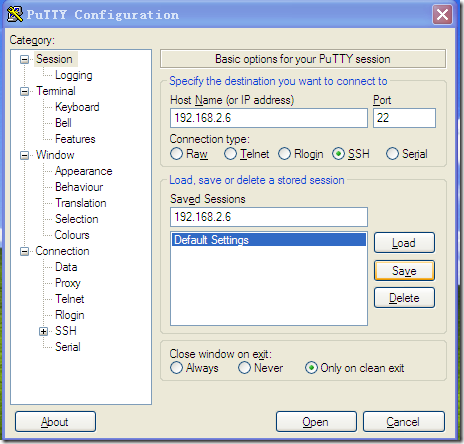 PuTTY Configuration
Category:
Session
Logging
Terminal
Keyboard
Bell
Features
Window
Appearance
Behaviour
Translation
Selection
Colours
Connection
Data
Proxy
Telnet
Rlogin
SSH
Serial
Basic options for your PuTTY session
Specify the destination you want to connect to
Host Name (or IP address) Port
192.168.2.6 22
Connection type:
Raw Telnet Rlogin SSH Serial
Load, save or delete a stored session
Saved Sessions
192.168.2.6
Default Settings
Load
Save
Delete
Close window on exit:
Always Never Only on clean exit
About Open Cancel